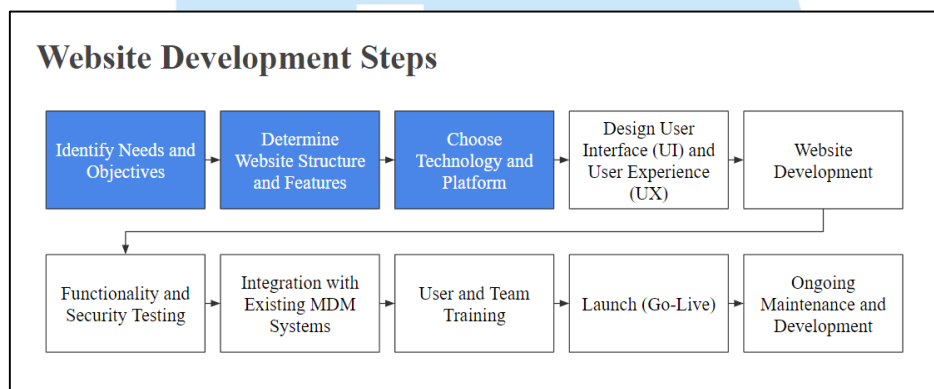 Website Development Steps
Identify Needs and
Objectives
Determine
Website Structure
and Features
Choose
Technology and
Platform
Design User
Interface (UI) and
User Experience
(UX)
Website
Development
Functionality and
Security Testing
Integration with
Existing MDM
Systems
User and Team
Training
Launch (Go-Live)
Ongoing
Maintenance and
Development